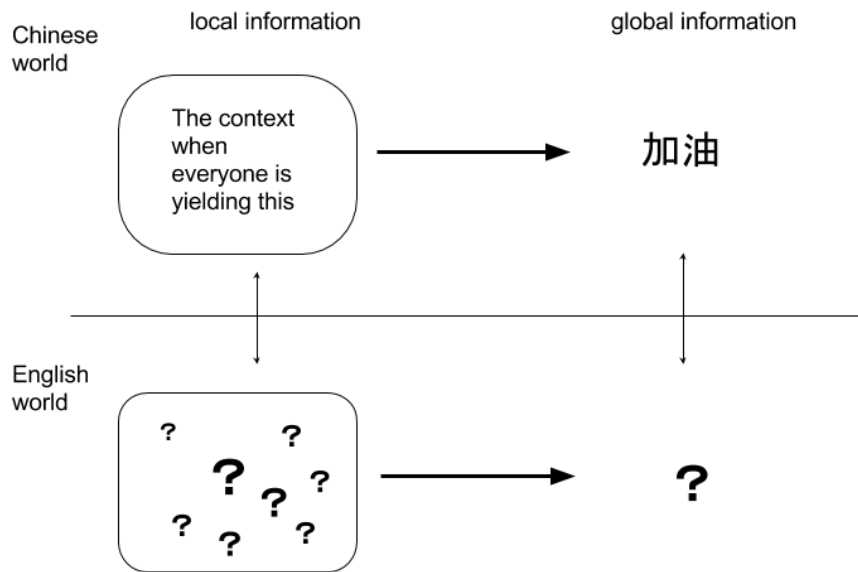 local information
global information
Chinese
world
The context
when
everyone is
yielding this
加油
English
world
? ?
? ?
?
? ?
?
?